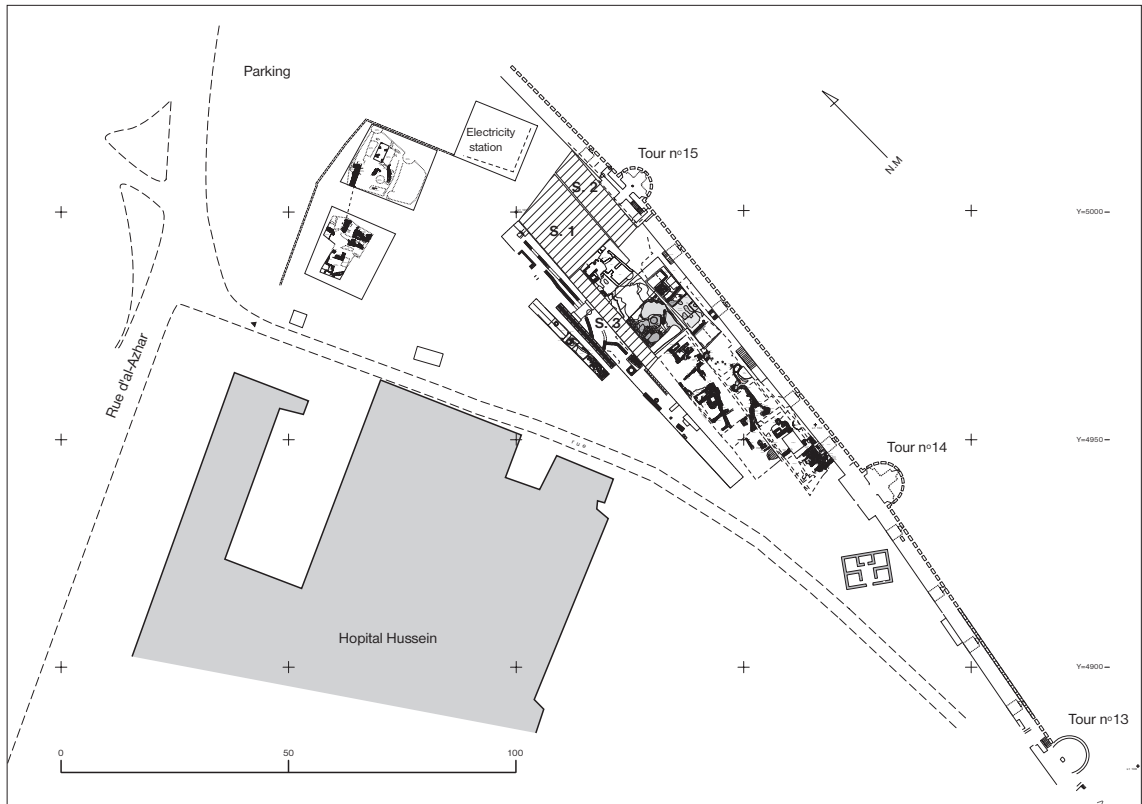 Parking
Electricity
station
Tour nº15
N.M
S. 2
S. 1
S. 3
Y=5000
Rue d'al-Azhar
rue
Y=4950
Tour nº14
Hopital Hussein
Y=4900
Tour nº13
0
50
100